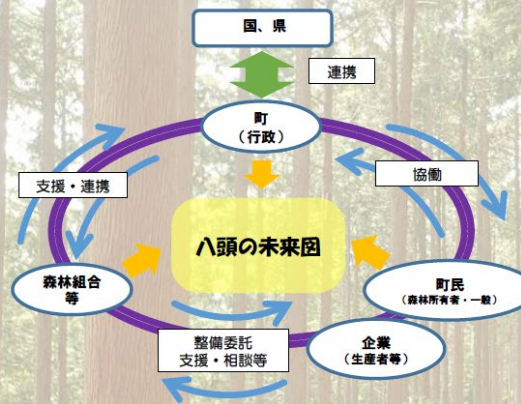 国、県
連携
町
（行政）
支援・連携
協働
八頭の未来図
森林組合
等
町民
（森林所有者・一般）
整備委託
支援・相談等
企業
（生産者等）